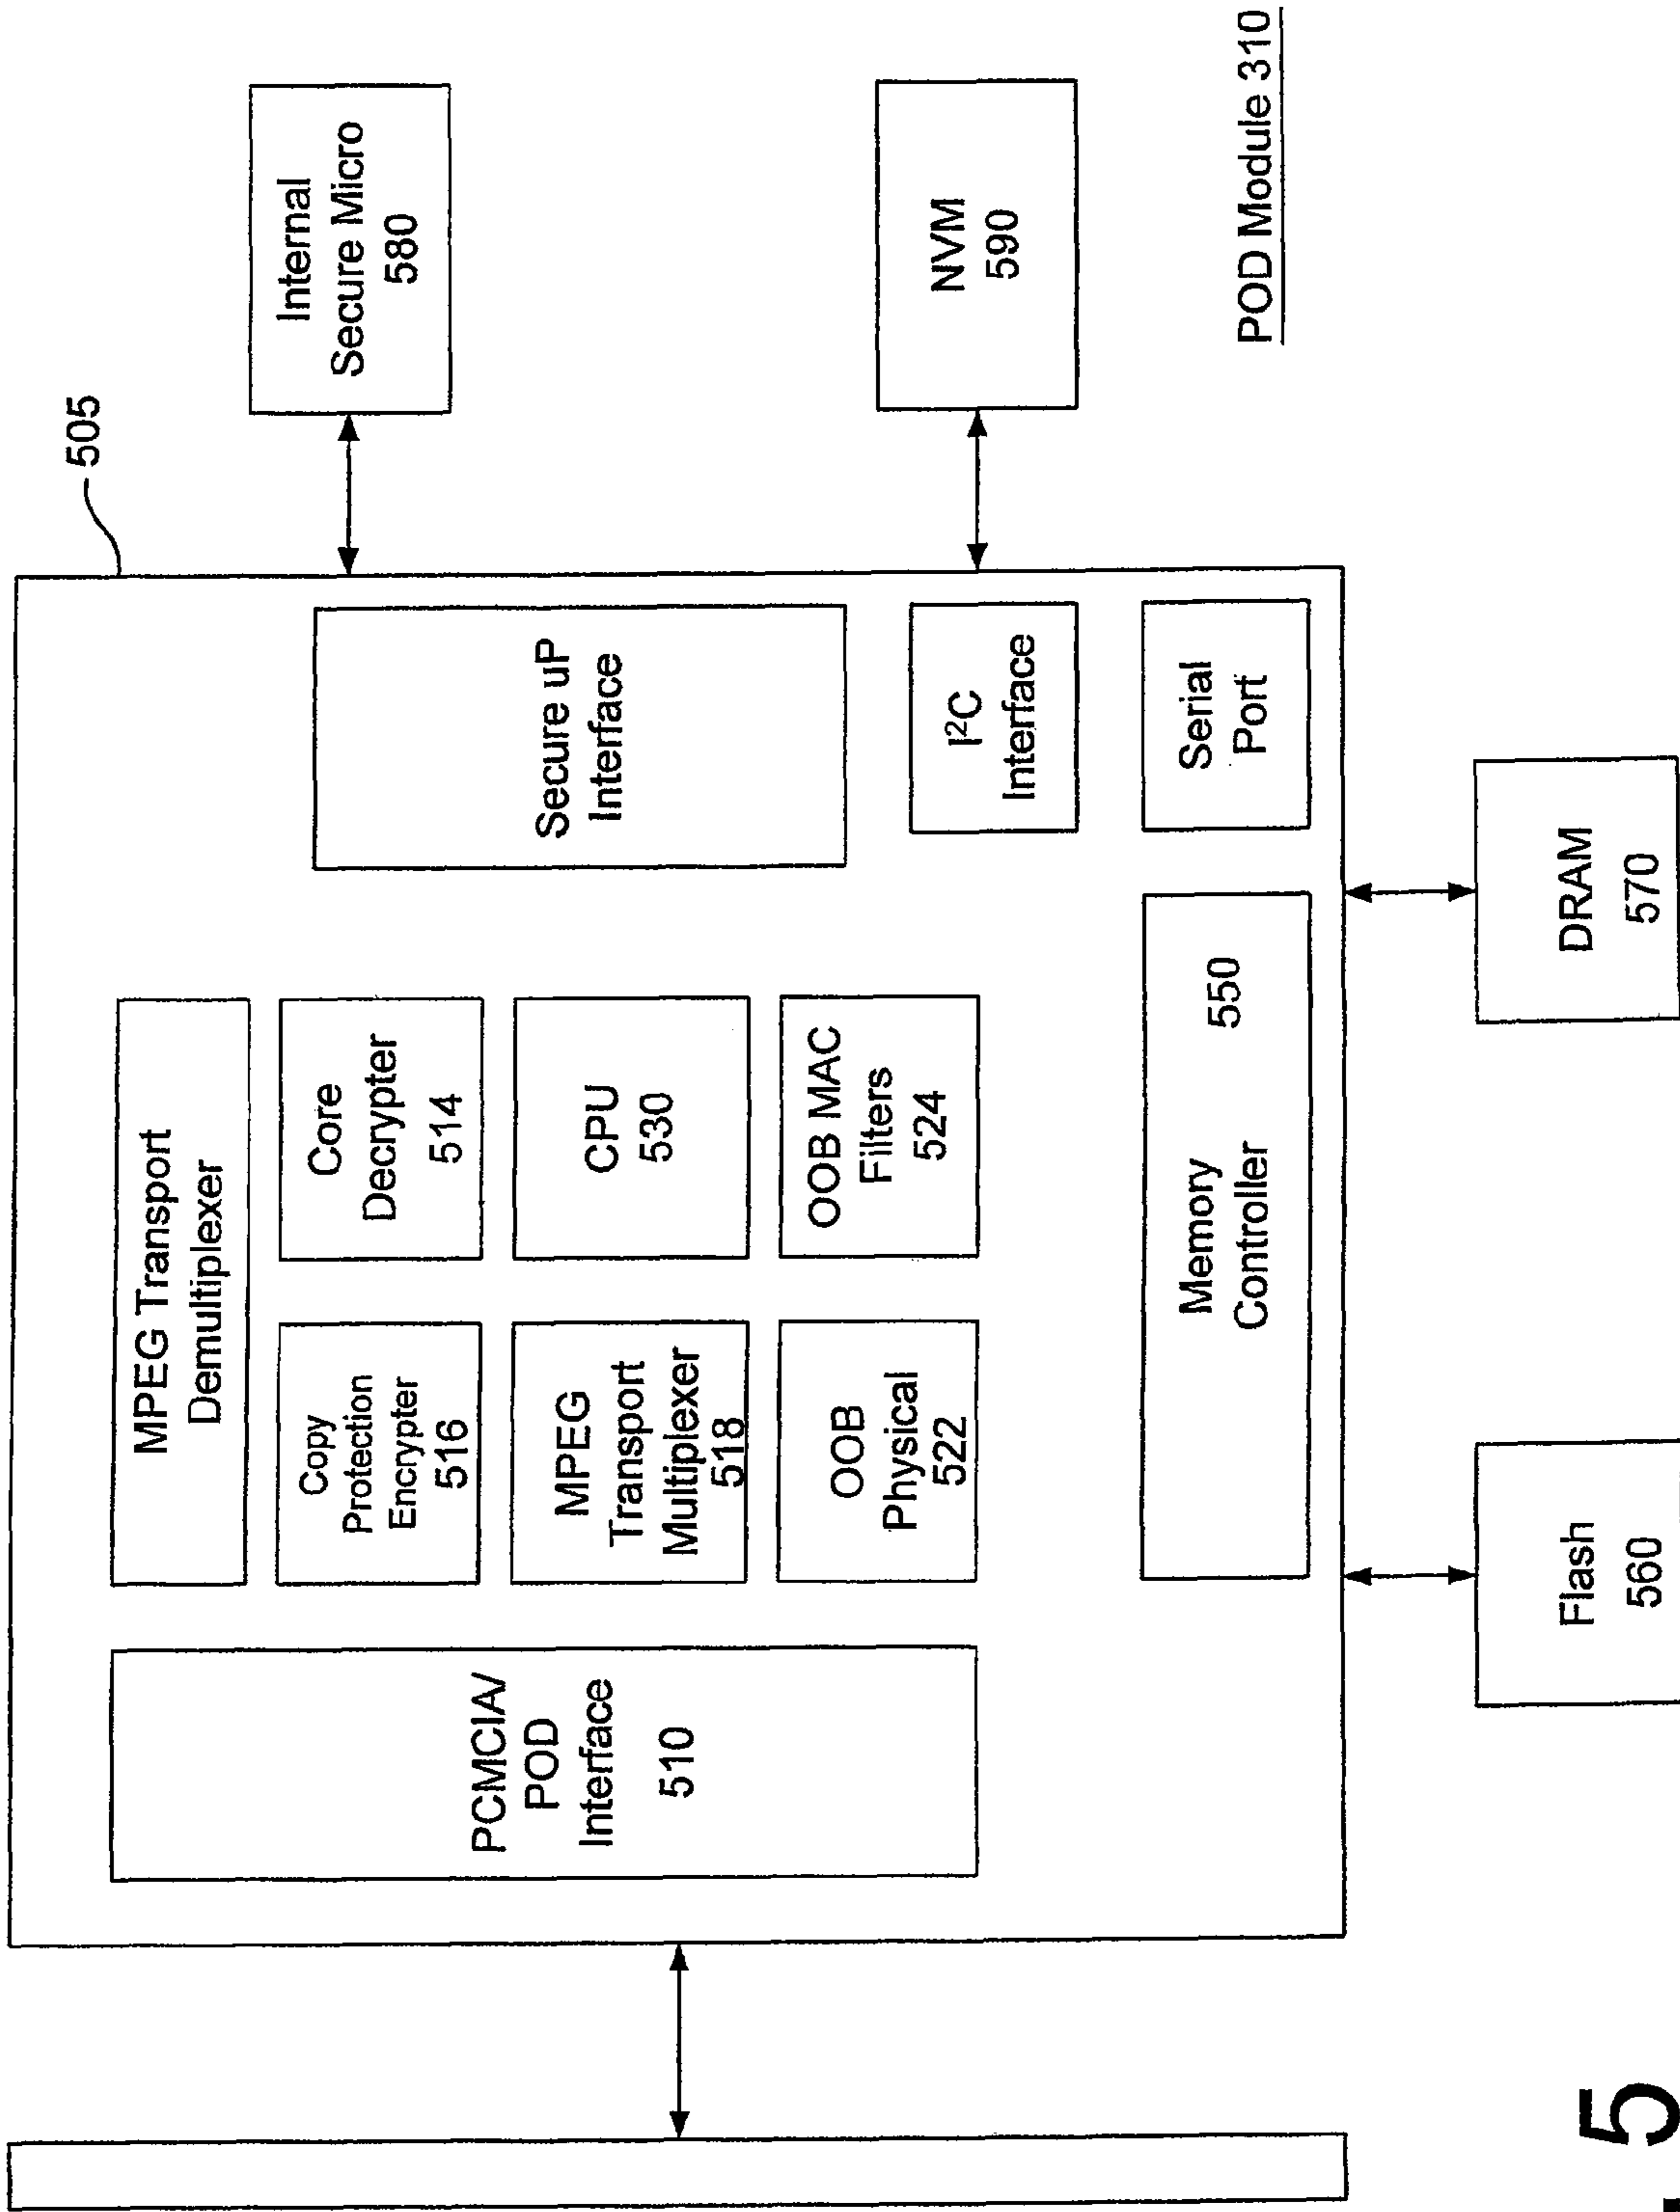 505
MPEG Transport
Demultiplexer
PCMCIA/
POD
Interface
510
Copy
Protection
Encrypter
516
Core
Decrypter
514
MPEG
Transport
Multiplexer
518
CPU
530
OOB
Physical
522
OOB MAC
Filters
524
Secure uP
Interface
I²C
Interface
Serial
Port
Memory
Controller
550
Internal
Secure Micro
580
NVM
590
Flash
560
DRAM
570
POD Module 310
5